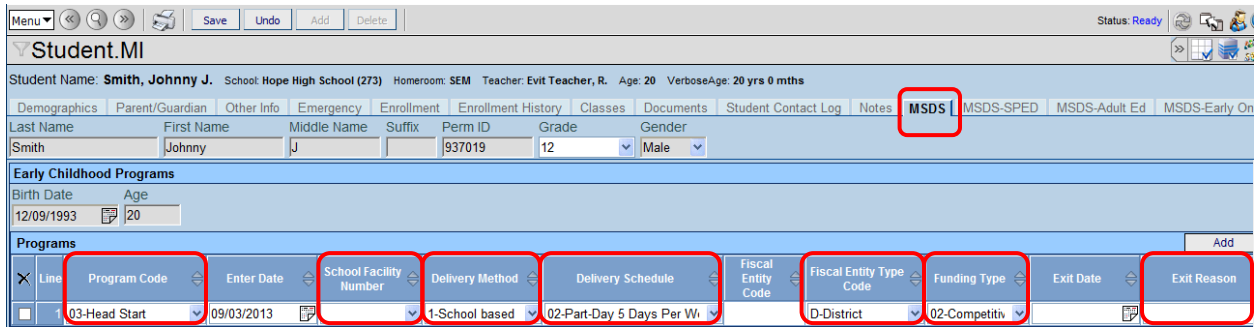 Menu Save Undo Add Delete Status: Ready
Student.MI
Student Name: Smith, Johnny J. School: Hope High School (273) Homeroom: SEM Teacher: Evit Teacher, R. Age: 20 VerboseAge: 20 yrs 0 mths
Demographics Parent/Guardian Other Info Emergency Enrollment Enrollment History Classes Documents Student Contact Log Notes MSDS MSDS-SPED MSDS-Adult Ed MSDS-Early On
Last Name First Name Middle Name Suffix Perm ID Grade Gender
Smith Johnny J 937019 12 Male
Early Childhood Programs
Birth Date Age
12/09/1993 20
Programs Add
Line Program Code Enter Date School Facility Number Delivery Method Delivery Schedule Fiscal Entity Code Fiscal Entity Type Code Funding Type Exit Date Exit Reason
1 03-Head Start 09/03/2013 1-School based 02-Part-Day 5 Days Per D-District 02-Competitiv